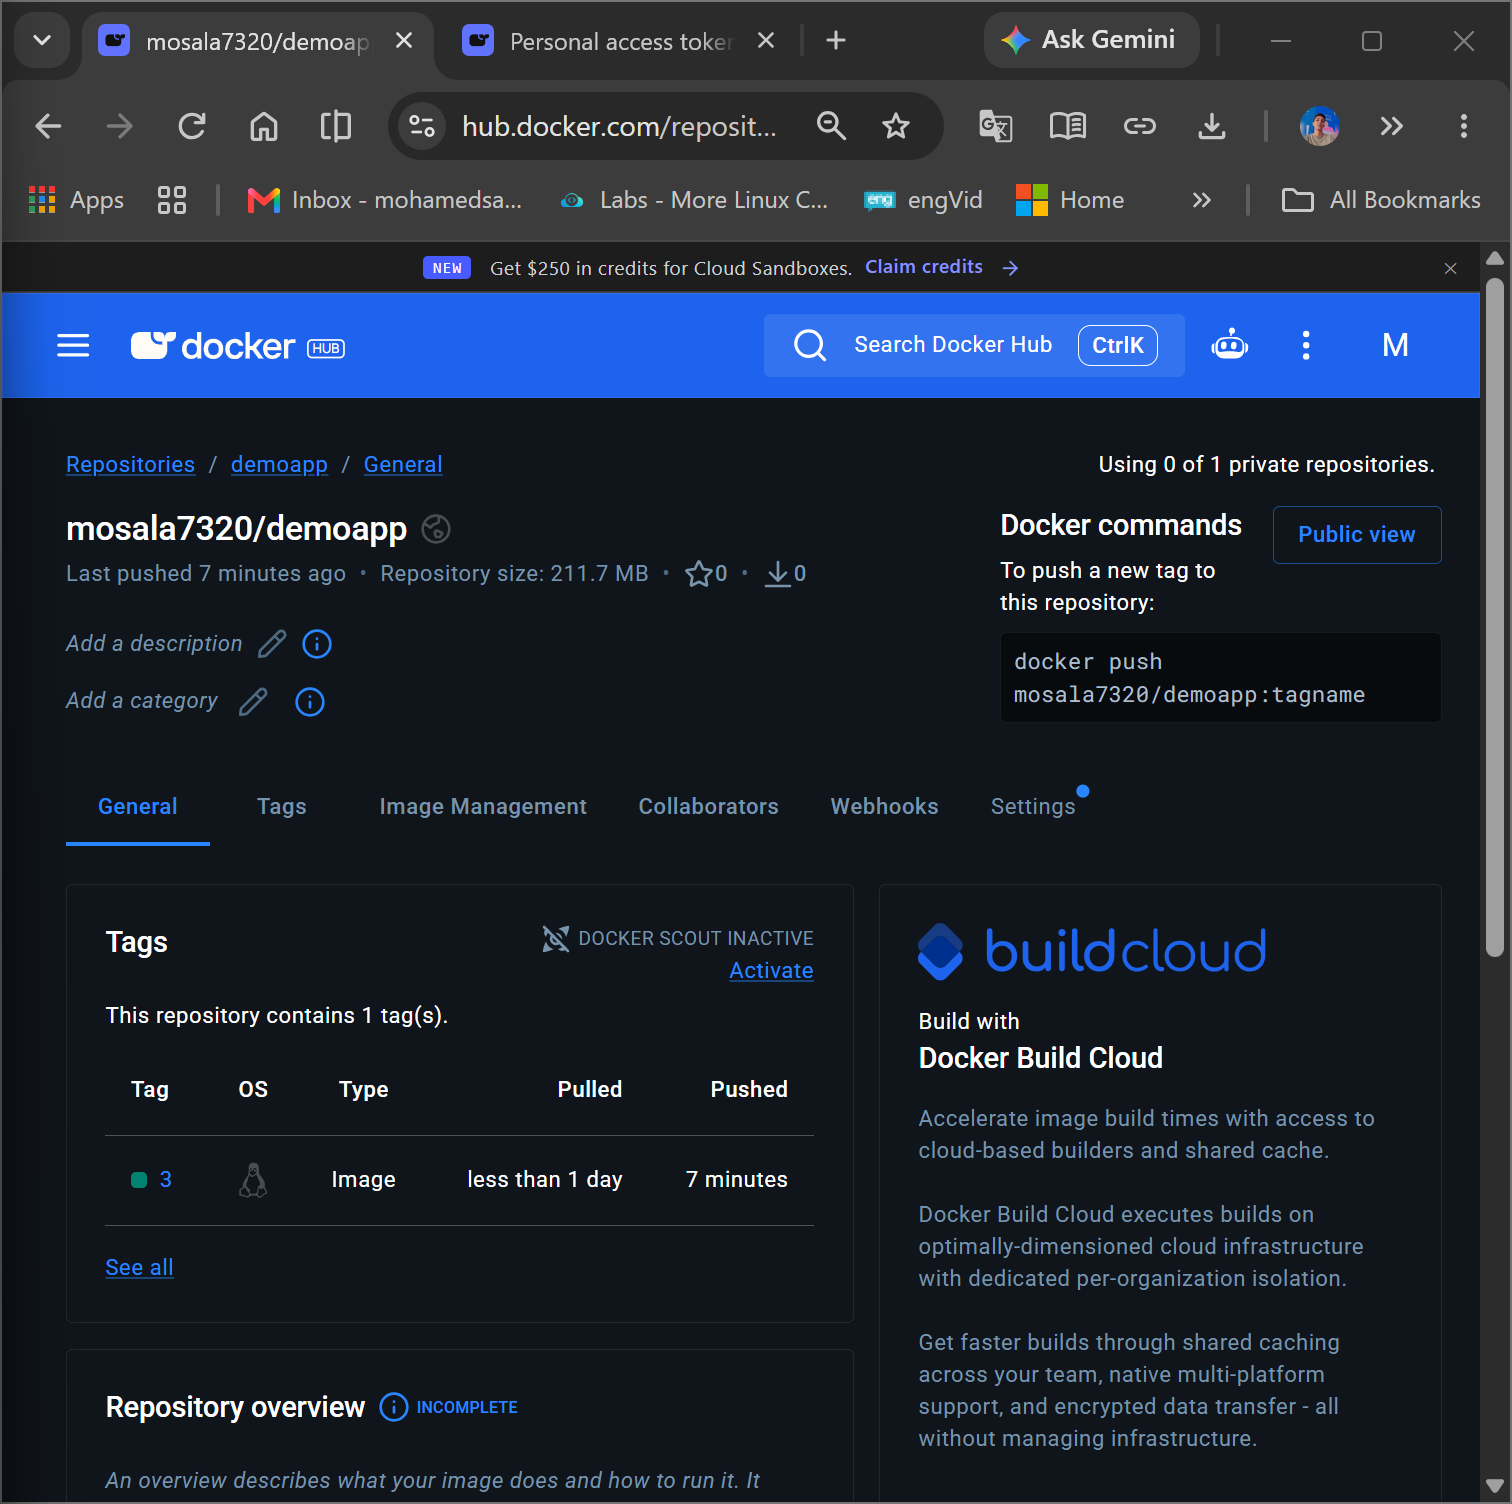 mosala7320/demoap
Personal access toker
Ask Gemini
hub.docker.com/reposit...
Apps
Inbox - mohamedsa...
Labs - More Linux C...
eng
engVid
Home
All Bookmarks
NEW
Get $250 in credits for Cloud Sandboxes.
Claim credits
docker HUB
Search Docker Hub
CtrlK
M
Repositories / demoapp / General
Using 0 of 1 private repositories.
mosala7320/demoapp
Last pushed 7 minutes ago • Repository size: 211.7 MB • 0 • 0
Add a description
Add a category
Docker commands
Public view
To push a new tag to
this repository:
docker push
mosala7320/demoapp:tagname
General
Tags
Image Management
Collaborators
Webhooks
Settings
Tags
DOCKER SCOUT INACTIVE
Activate
This repository contains 1 tag(s).
Tag OS Type Pulled Pushed
3 Image less than 1 day 7 minutes
See all
Repository overview
INCOMPLETE
An overview describes what your image does and how to run it. It
buildcloud
Build with
Docker Build Cloud
Accelerate image build times with access to
cloud-based builders and shared cache.
Docker Build Cloud executes builds on
optimally-dimensioned cloud infrastructure
with dedicated per-organization isolation.
Get faster builds through shared caching
across your team, native multi-platform
support, and encrypted data transfer - all
without managing infrastructure.